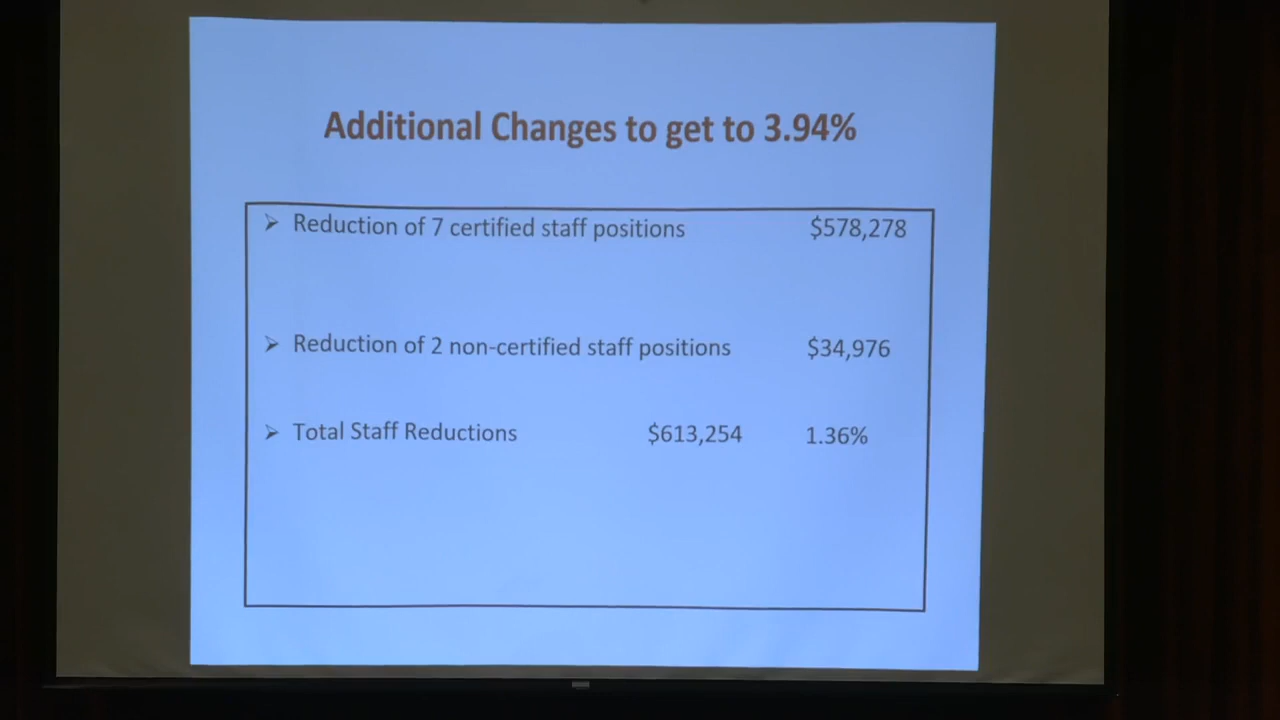 Additional Changes to get to 3.94%
➢ Reduction of 7 certified staff positions $578,278
➢ Reduction of 2 non-certified staff positions $34,976
➢ Total Staff Reductions $613,254 1.36%